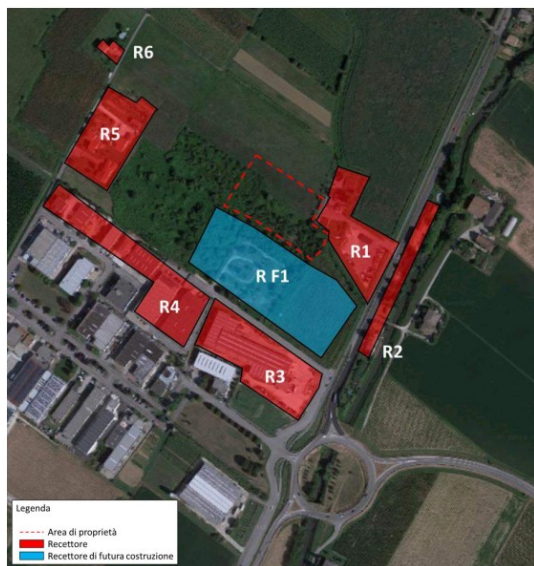 R6
R5
R1
R F1
R4
R2
R3
Legenda
Area di proprietà
Recettore
Recettore di futura costruzione